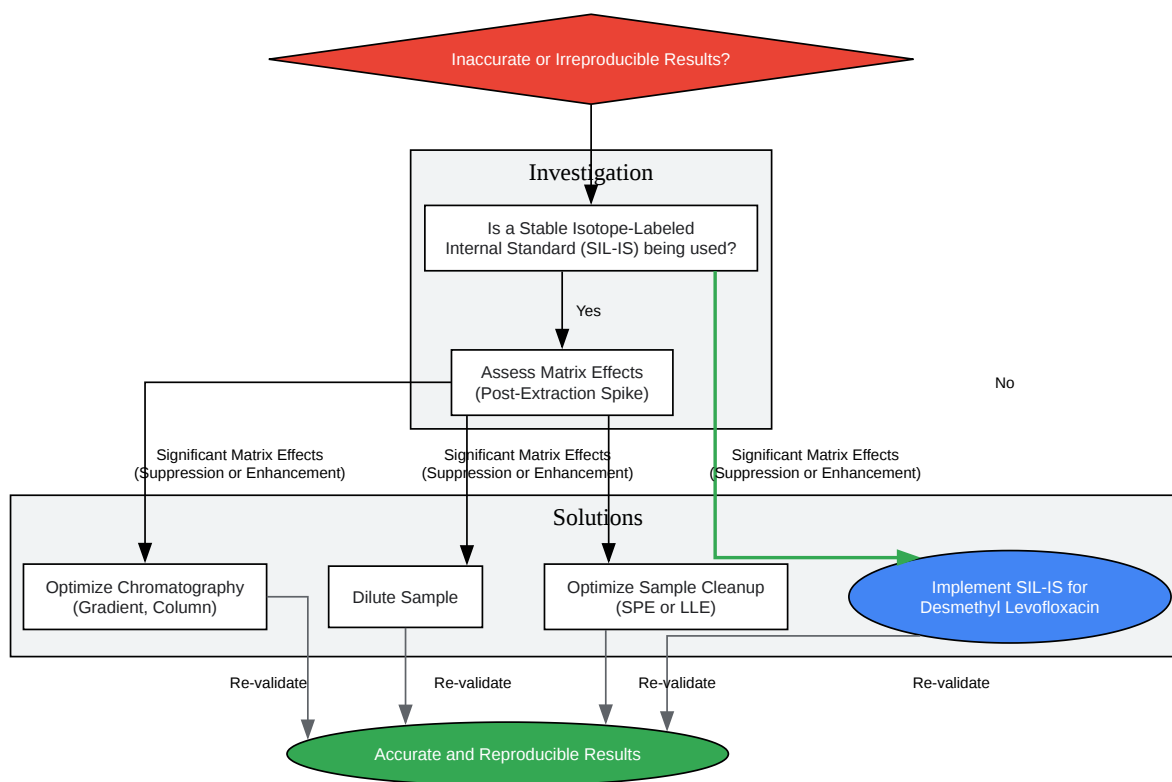 Inaccurate or Irreproducible Results?
Investigation
Is a Stable Isotope-Labeled
Internal Standard (SIL-IS) being used?
Yes
Assess Matrix Effects
(Post-Extraction Spike)
No
Significant Matrix Effects
(Suppression or Enhancement)
Significant Matrix Effects
(Suppression or Enhancement)
Significant Matrix Effects
(Suppression or Enhancement)
Solutions
Optimize Chromatography
(Gradient, Column)
Dilute Sample
Optimize Sample Cleanup
(SPE or LLE)
Implement SIL-IS for
Desmethyl Levofloxacin
Re-validate
Re-validate
Re-validate
Re-validate
Accurate and Reproducible Results